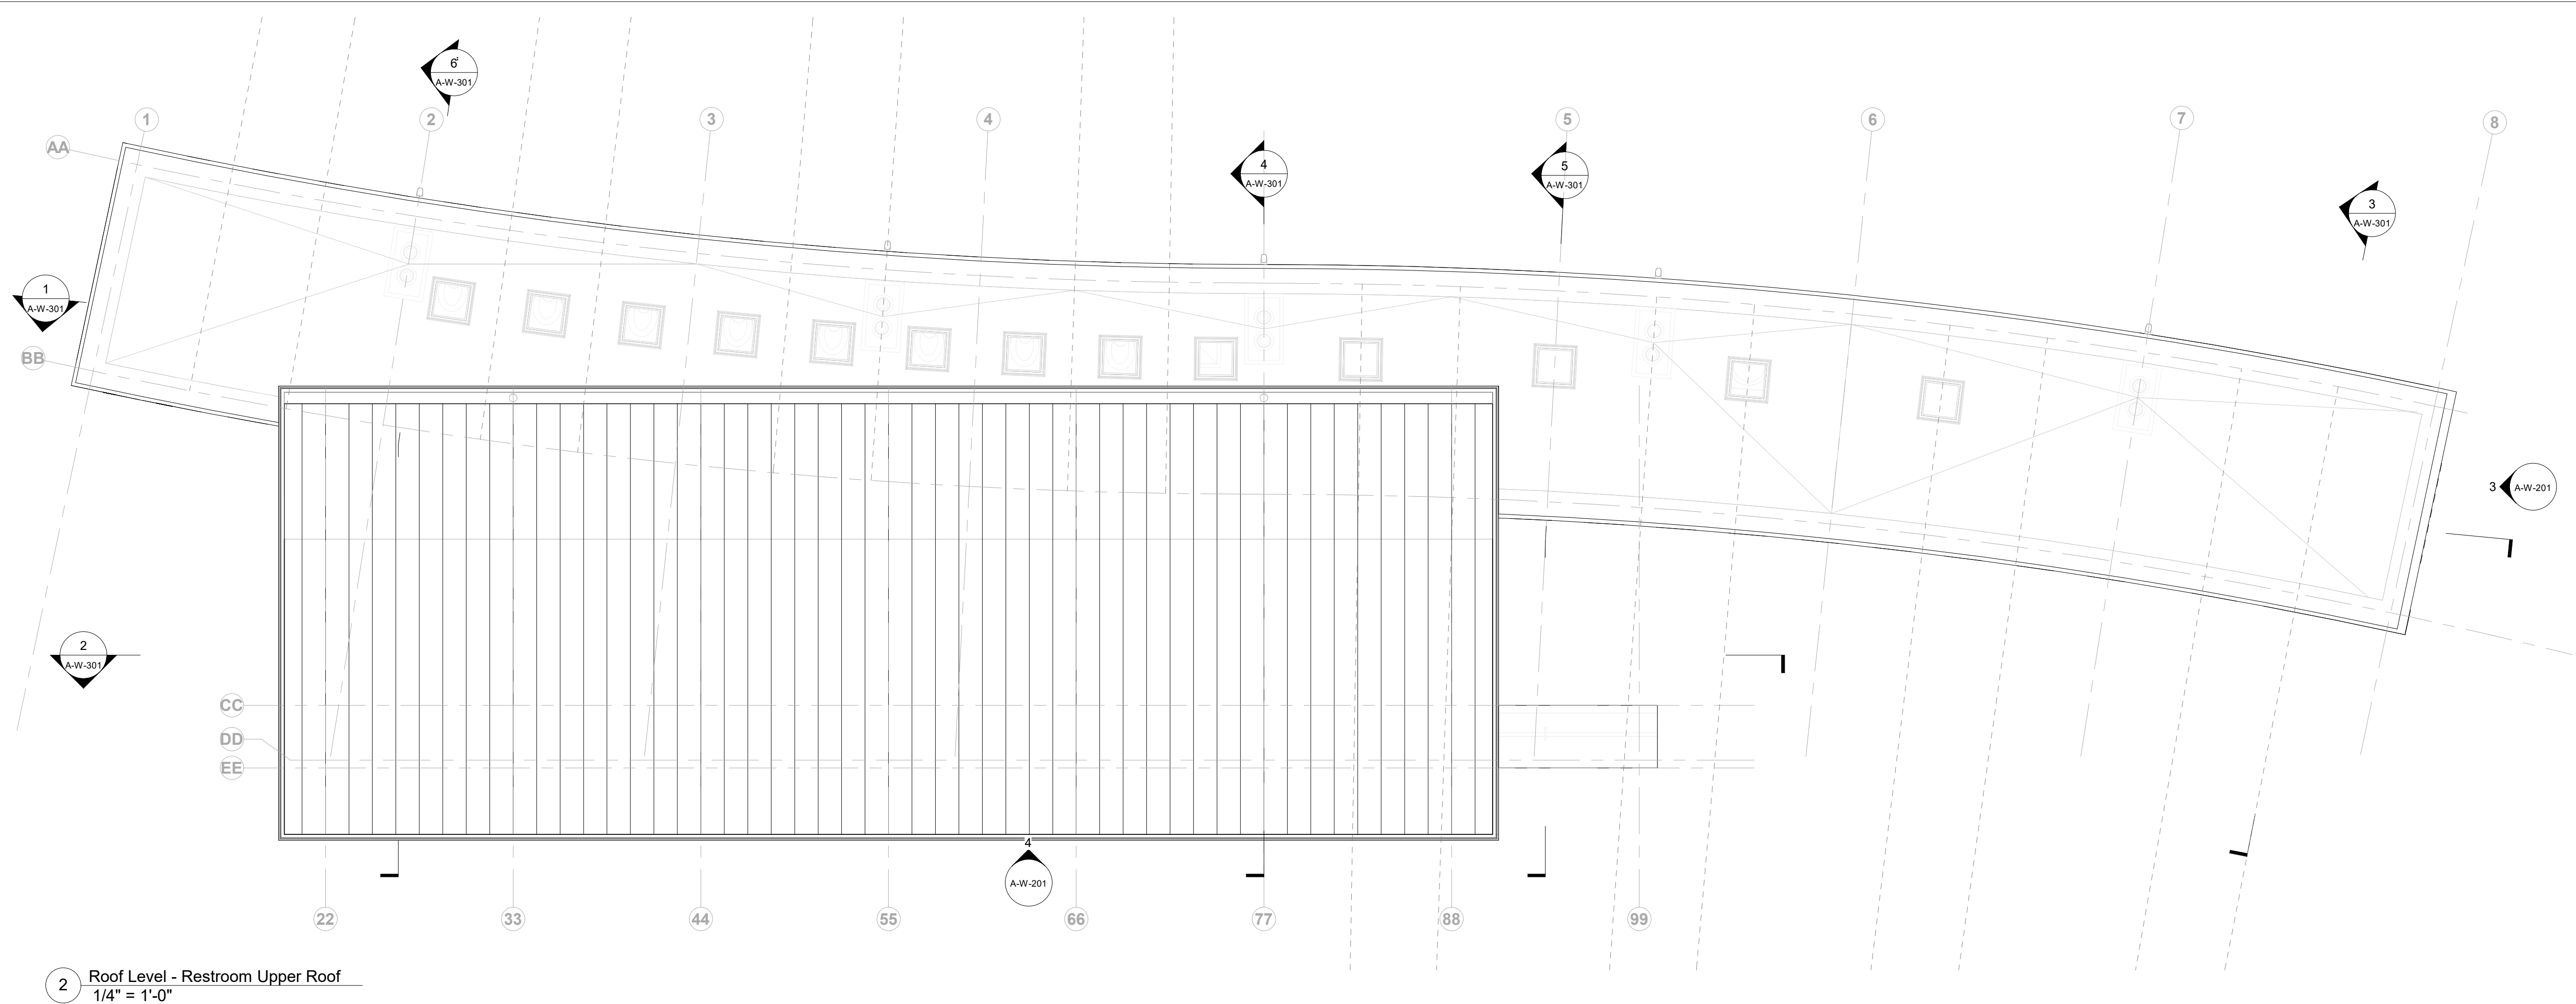 6
A-W-301
1
2
3
4
5
6
7
8
AA
4
A-W-301
5
A-W-301
3
A-W-301
1
A-W-301
BB
3
A-W-201
2
A-W-301
CC
DD
EE
4
A-W-201
22
33
44
55
66
77
88
99
2
Roof Level - Restroom Upper Roof
1/4" = 1'-0"